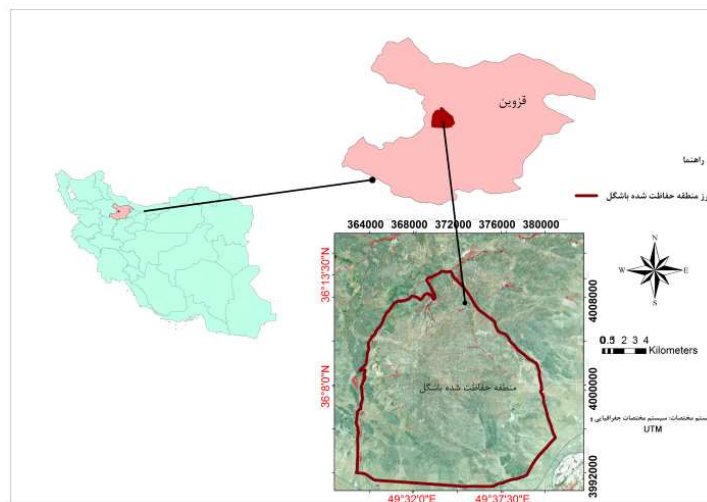 قزوین
راهنما
منطقه حفاظت شده باشگل
364000 368000 372000 376000 380000
36°13'30"N
36°8'0"N
4008000
4000000
3992000
منطقه حفاظت شده باشگل
49°32'0"E 49°37'30"E
N
W E
S
0 0.5 1 2 3 4
Kilometers
مختصات: سیستم مختصات جغرافیایی و
UTM